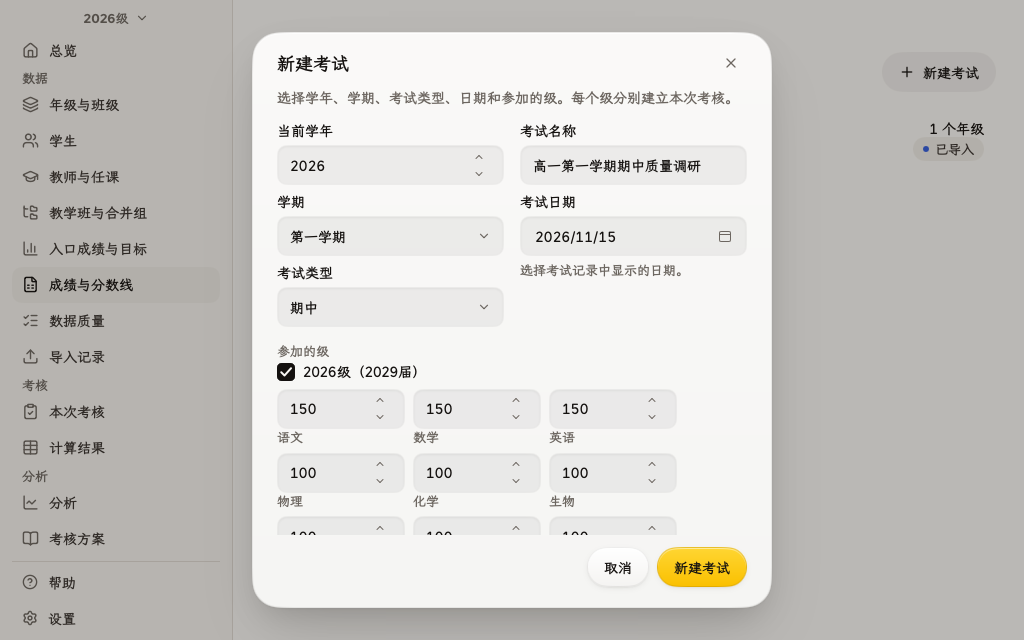 2026级
总览
数据
年级与班级
学生
教师与任课
教学班与合并组
入口成绩与目标
成绩与分数线
数据质量
导入记录
考核
本次考核
计算结果
分析
分析
考核方案
帮助
设置
新建考试
1 个年级
已导入
新建考试
选择学年、学期、考试类型、日期和参加的级。每个级分别建立本次考核。
当前学年
考试名称
2026
高一第一学期期中质量调研
学期
考试日期
第一学期
2026/11/15
选择考试记录中显示的日期。
考试类型
期中
参加的级
2026级（2029届）
150 150 150
语文 数学 英语
100 100 100
物理 化学 生物
100 100 100
取消 新建考试